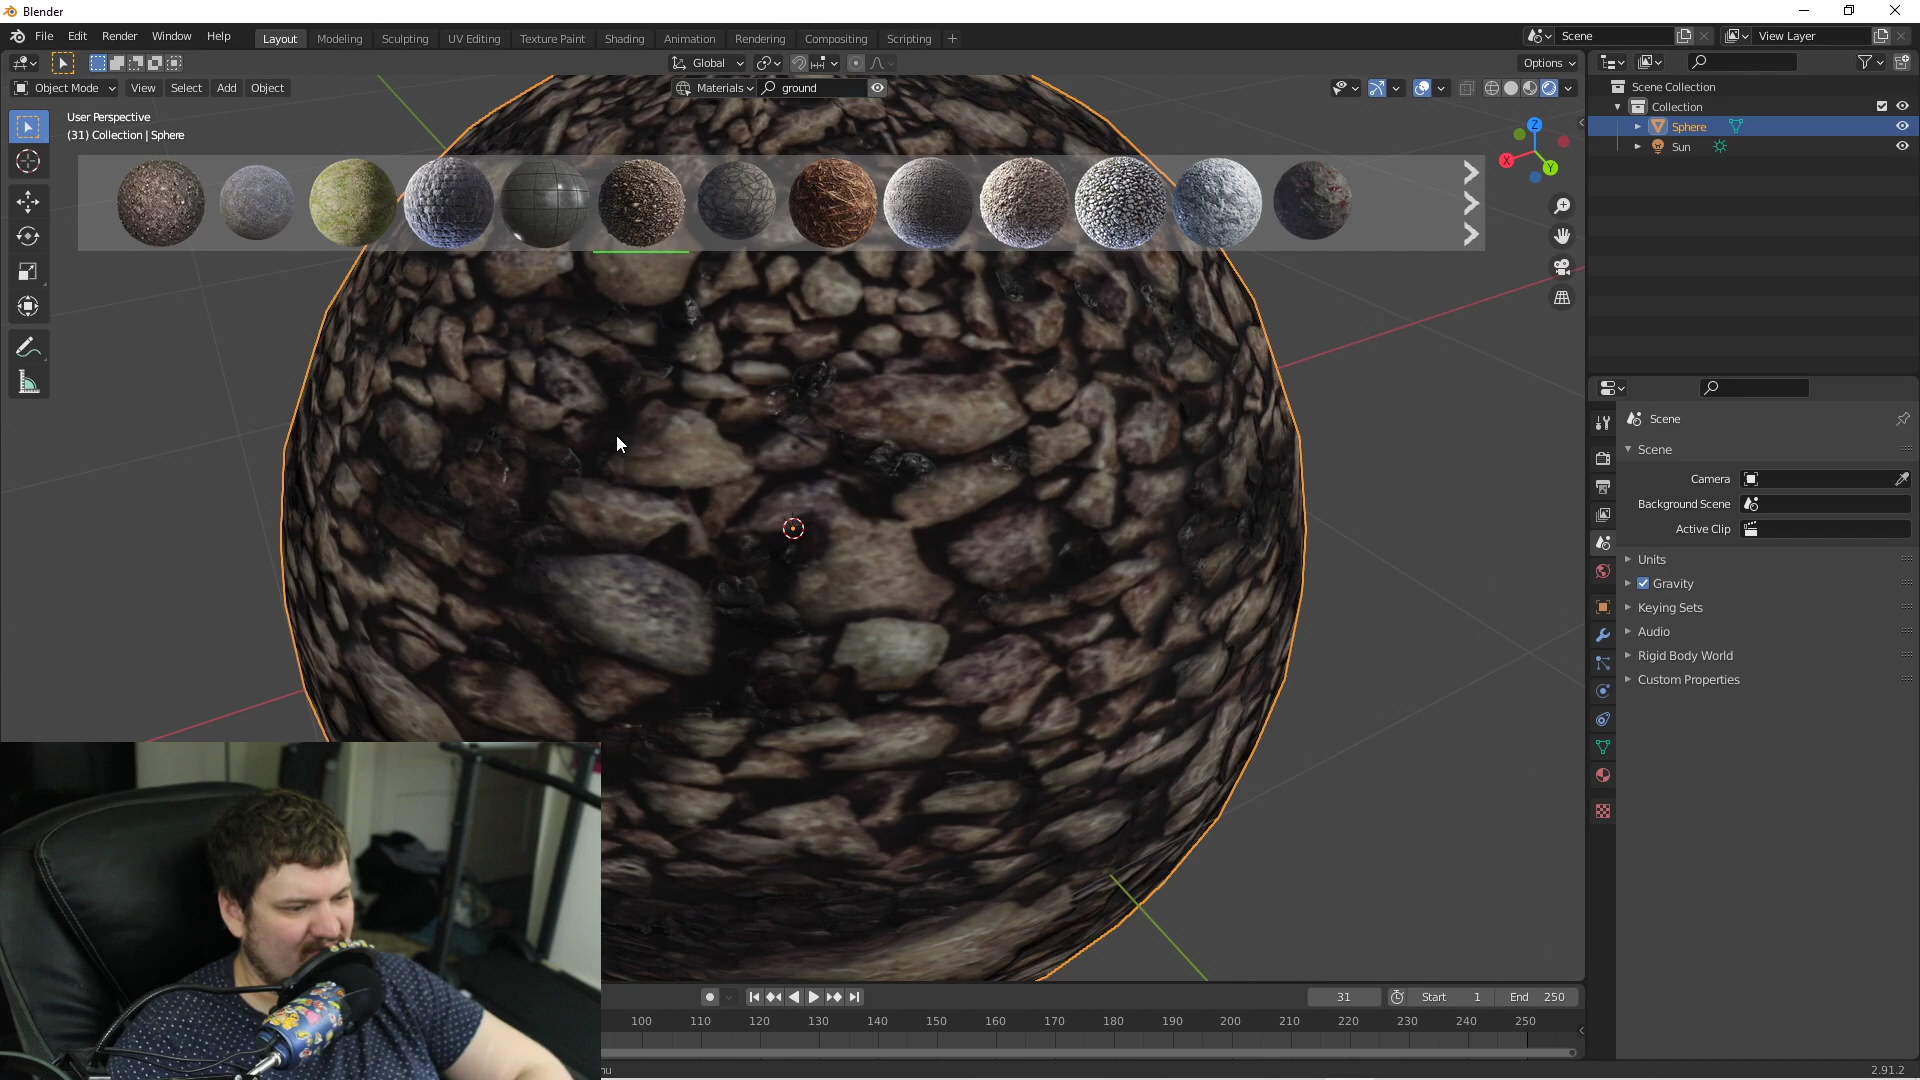 Blender
File Edit Render Window Help
Layout Modeling Sculpting UV Editing Texture Paint Shading Animation Rendering Compositing Scripting +
Scene
View Layer
Global
Options
Object Mode View Select Add Object
Materials ground
User Perspective
(31) Collection | Sphere
Z
X
Y
Scene Collection
Collection
Sphere
Sun
Scene
Scene
Camera
Background Scene
Active Clip
Units
Gravity
Keying Sets
Audio
Rigid Body World
Custom Properties
31 Start 1 End 250
100 110 120 130 140 150 160 170 180 190 200 210 220 230 240 250
nu
2.91.2